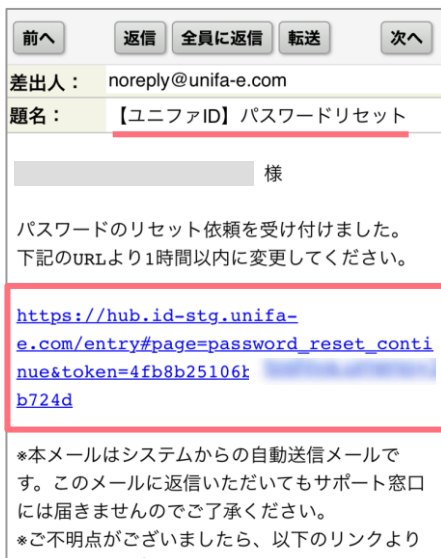 前へ 返信 全員に返信 転送 次へ
差出人： noreply@unifa-e.com
題名： 【ユニファID】パスワードリセット
様
パスワードのリセット依頼を受け付けました。
下記のURLより1時間以内に変更してください。
https://hub.id-stg.unifa-
e.com/entry#page=password_reset_conti
nue&token=4fb8b25106b
b724d
※本メールはシステムからの自動送信メールで
す。このメールに返信いただいてもサポート窓口
には届きませんのでご了承ください。
※ご不明点がございましたら、以下のリンクより